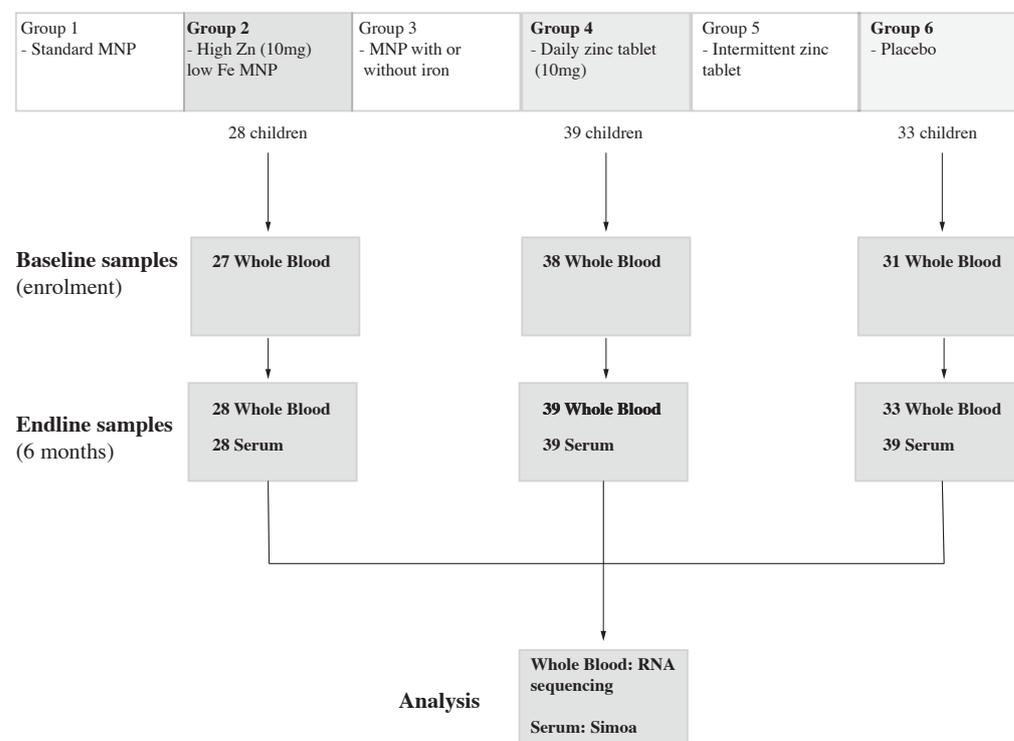 Group 1
- Standard MNP
Group 2
- High Zn (10mg)
low Fe MNP
Group 3
- MNP with or
without iron
Group 4
- Daily zinc tablet
(10mg)
Group 5
- Intermittent zinc
tablet
Group 6
- Placebo
28 children
39 children
33 children
Baseline samples
(enrolment)
27 Whole Blood
38 Whole Blood
31 Whole Blood
Endline samples
(6 months)
28 Whole Blood
28 Serum
39 Whole Blood
39 Serum
33 Whole Blood
39 Serum
Analysis
Whole Blood: RNA
sequencing
Serum: Simoa